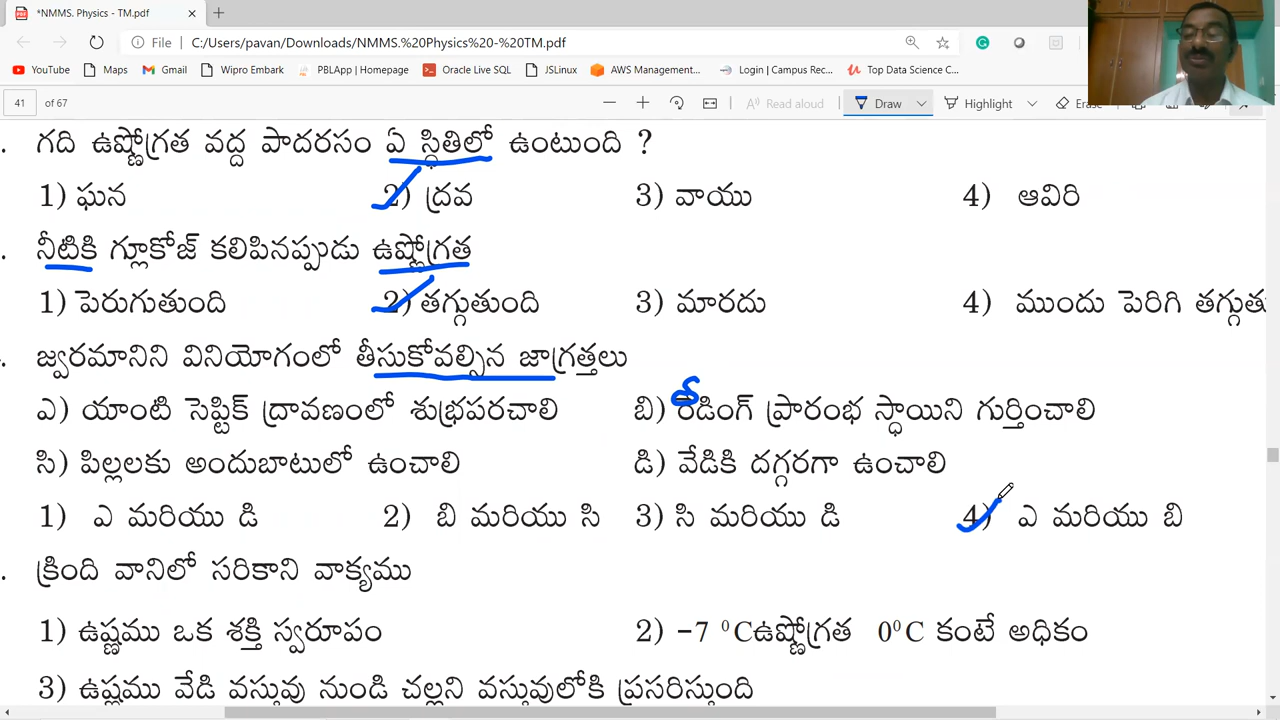 *NMMS. Physics - TM.pdf
File C:/Users/pavan/Downloads/NMMS.%20Physics%20-%20TM.pdf
YouTube Maps Gmail Wipro Embark PBLApp | Homepage Oracle Live SQL JSLinux AWS Management... Login | Campus Rec... Top Data Science C...
41 of 67 Read aloud Draw Highlight Erase
. గది ఉష్ణోగ్రత వద్ద పాదరసం ఏ స్థితిలో ఉంటుంది ?
1) ఘన 2) ద్రవ 3) వాయు 4) ఆవిరి
. నీటికి గ్లూకోజ్ కలిపినప్పుడు ఉష్ణోగ్రత
1) పెరుగుతుంది 2) తగ్గుతుంది 3) మారదు 4) ముందు పెరిగి తగ్గుతు
. జ్వరమానిని వినియోగంలో తీసుకోవల్సిన జాగ్రత్తలు
ఎ) యాంటి సెప్టిక్ ద్రావణంలో శుభ్రపరచాలి బి) రీడింగ్ ప్రారంభ స్థాయిని గుర్తించాలి
సి) పిల్లలకు అందుబాటులో ఉంచాలి డి) వేడికి దగ్గరగా ఉంచాలి
1) ఎ మరియు డి 2) బి మరియు సి 3) సి మరియు డి 4) ఎ మరియు బి
. క్రింది వానిలో సరికాని వాక్యము
1) ఉష్ణము ఒక శక్తి స్వరూపం 2) −7 ⁰Cఉష్ణోగ్రత 0⁰C కంటే అధికం
3) ఉష్ణము వేడి వస్తువు నుండి చల్లని వస్తువులోకి ప్రసరిస్తుంది